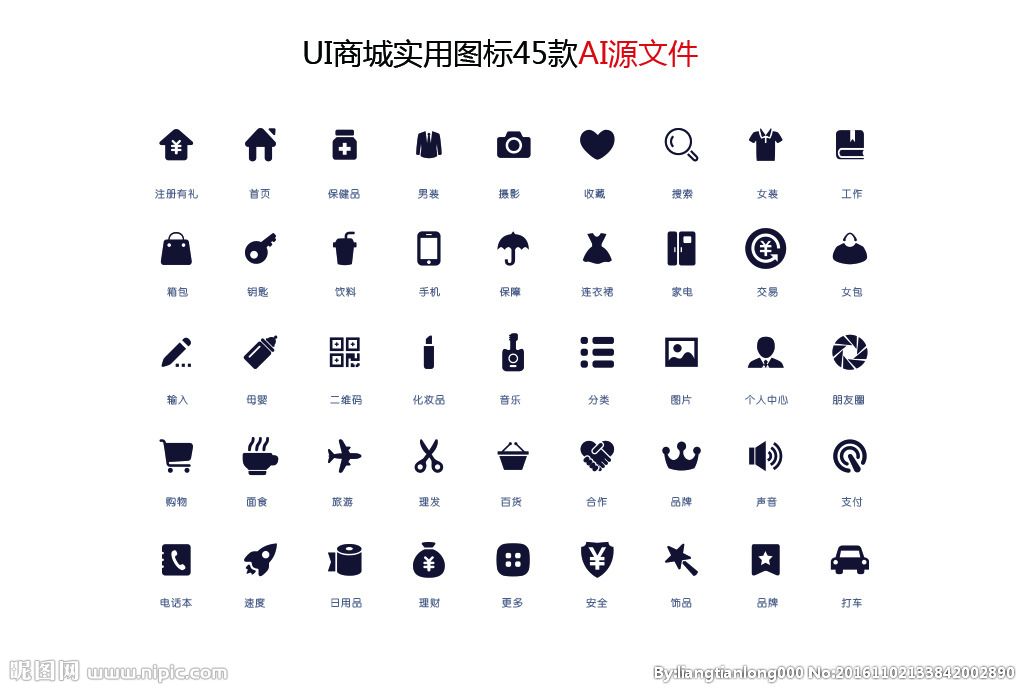 UI商城实用图标45款AI源文件
注册有礼 首页 保健品 男装 摄影 收藏 搜索 女装 工作
箱包 钥匙 饮料 手机 保障 连衣裙 家电 交易 女包
输入 母婴 二维码 化妆品 音乐 分类 图片 个人中心 朋友圈
购物 面食 旅游 理发 百货 合作 品牌 声音 支付
电话本 速度 日用品 理财 更多 安全 饰品 品牌 打车
昵图网 www.nipic.com
By:liangtianlong000 No:20161102133842002890